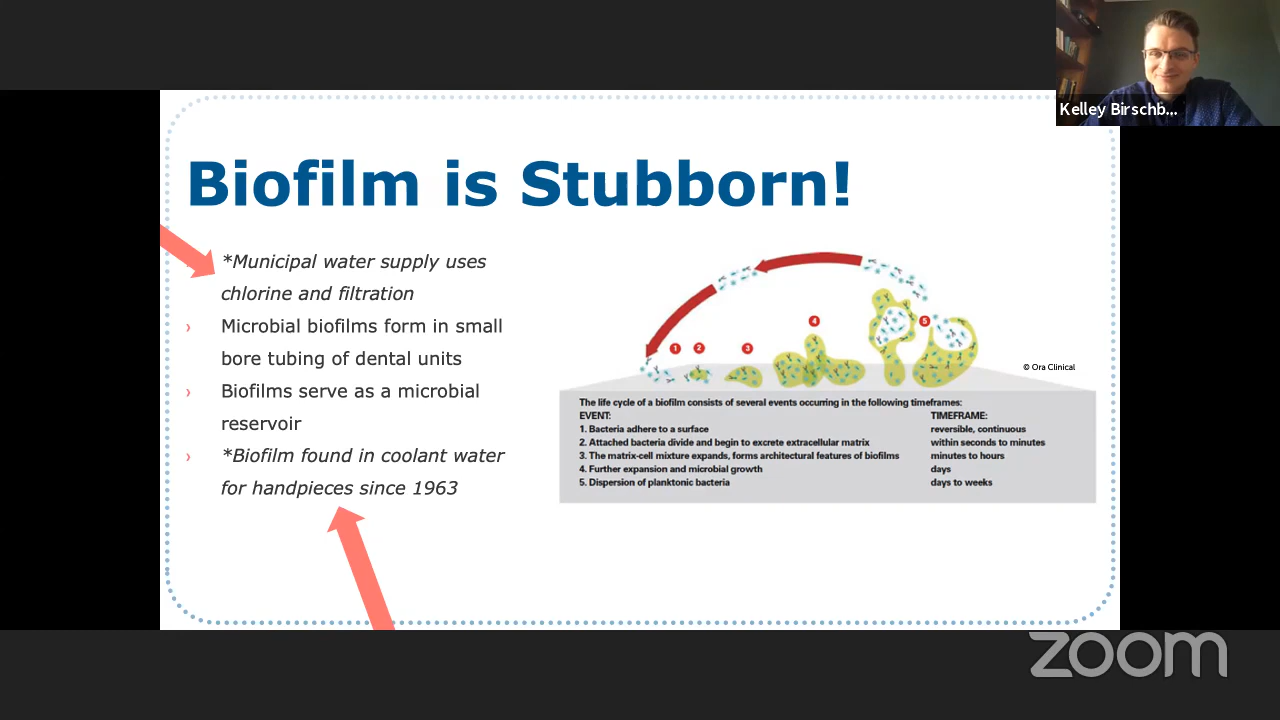 Kelley Birschb...
Biofilm is Stubborn!
*Municipal water supply uses
chlorine and filtration
› Microbial biofilms form in small
bore tubing of dental units
› Biofilms serve as a microbial
reservoir
› *Biofilm found in coolant water
for handpieces since 1963
1 2 3 4 5
© Ora Clinical
The life cycle of a biofilm consists of several events occurring in the following timeframes:
EVENT: TIMEFRAME:
1. Bacteria adhere to a surface reversible, continuous
2. Attached bacteria divide and begin to excrete extracellular matrix within seconds to minutes
3. The matrix-cell mixture expands, forms architectural features of biofilms minutes to hours
4. Further expansion and microbial growth days
5. Dispersion of planktonic bacteria days to weeks
zoom